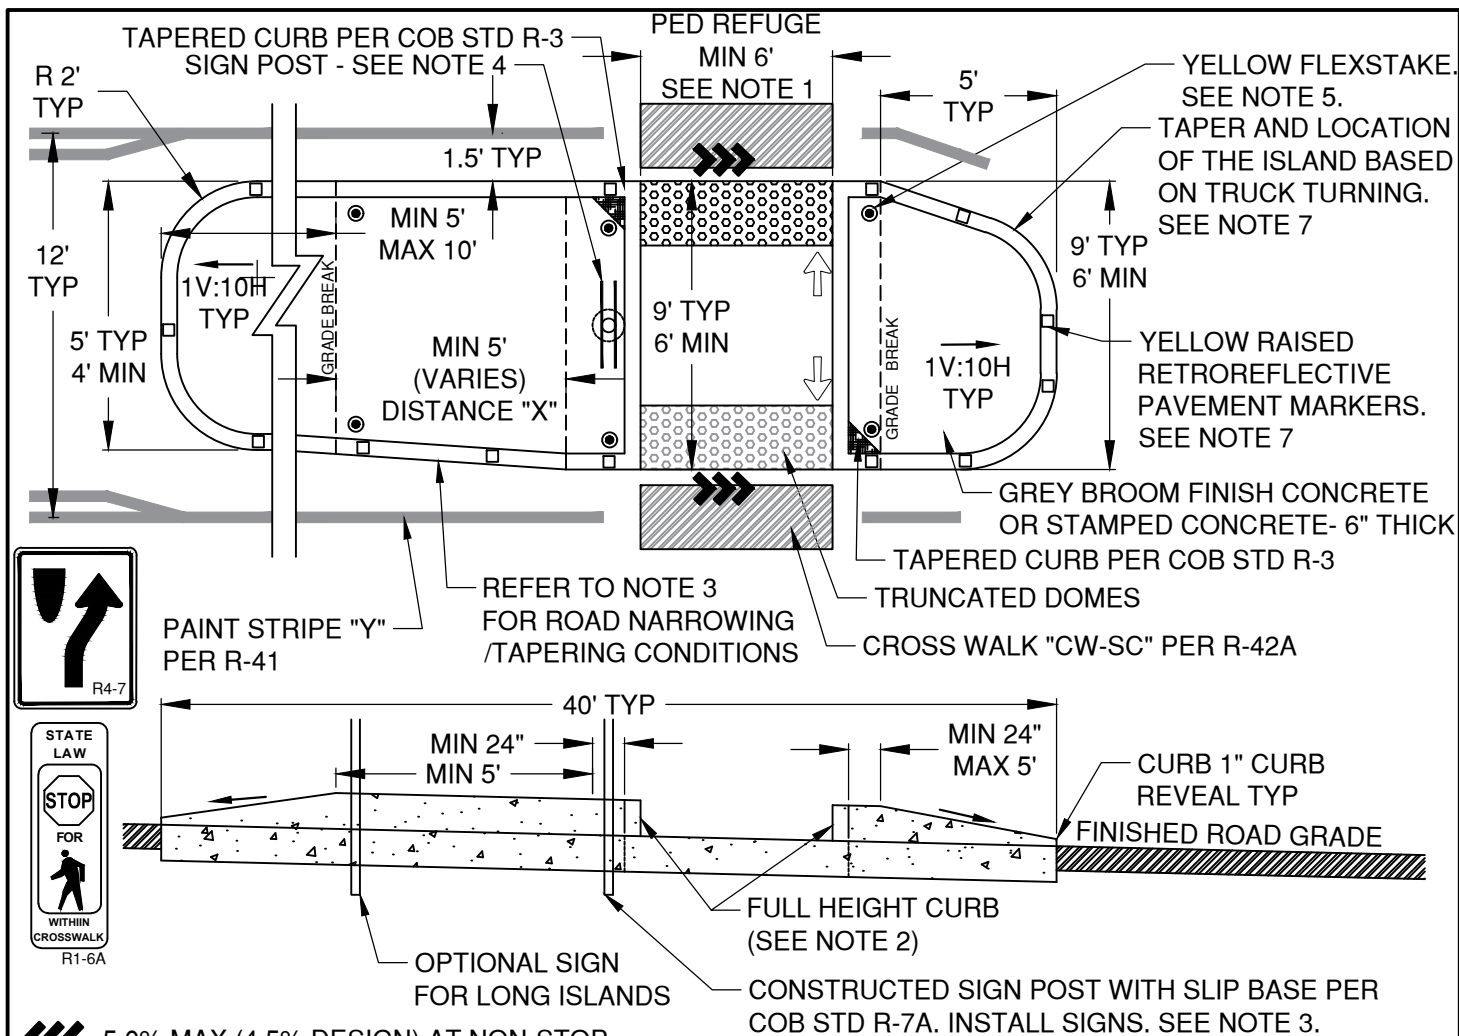 TAPERED CURB PER COB STD R-3
SIGN POST - SEE NOTE 4
PED REFUGE
MIN 6'
SEE NOTE 1
R 2'
TYP
5'
TYP
YELLOW FLEXSTAKE.
SEE NOTE 5.
TAPER AND LOCATION
OF THE ISLAND BASED
ON TRUCK TURNING.
SEE NOTE 7
1.5' TYP
MIN 5'
MAX 10'
12'
TYP
1V:10H
TYP
GRADE BREAK
5' TYP
4' MIN
MIN 5'
(VARIES)
DISTANCE "X"
9' TYP
6' MIN
GRADE BREAK
1V:10H
TYP
9' TYP
6' MIN
YELLOW RAISED
RETROREFLECTIVE
PAVEMENT MARKERS.
SEE NOTE 7
GREY BROOM FINISH CONCRETE
OR STAMPED CONCRETE- 6" THICK
TAPERED CURB PER COB STD R-3
TRUNCATED DOMES
CROSS WALK "CW-SC" PER R-42A
REFER TO NOTE 3
FOR ROAD NARROWING
/TAPERING CONDITIONS
PAINT STRIPE "Y"
PER R-41
R4-7
40' TYP
STATE
LAW
STOP
FOR
WITHIIN
CROSSWALK
R1-6A
MIN 24"
MIN 5'
MIN 24"
MAX 5'
CURB 1" CURB
REVEAL TYP
FINISHED ROAD GRADE
FULL HEIGHT CURB
(SEE NOTE 2)
OPTIONAL SIGN
FOR LONG ISLANDS
CONSTRUCTED SIGN POST WITH SLIP BASE PER
COB STD R-7A. INSTALL SIGNS. SEE NOTE 3.
5.0% MAX (4.5% DESIGN) AT NON-STOP